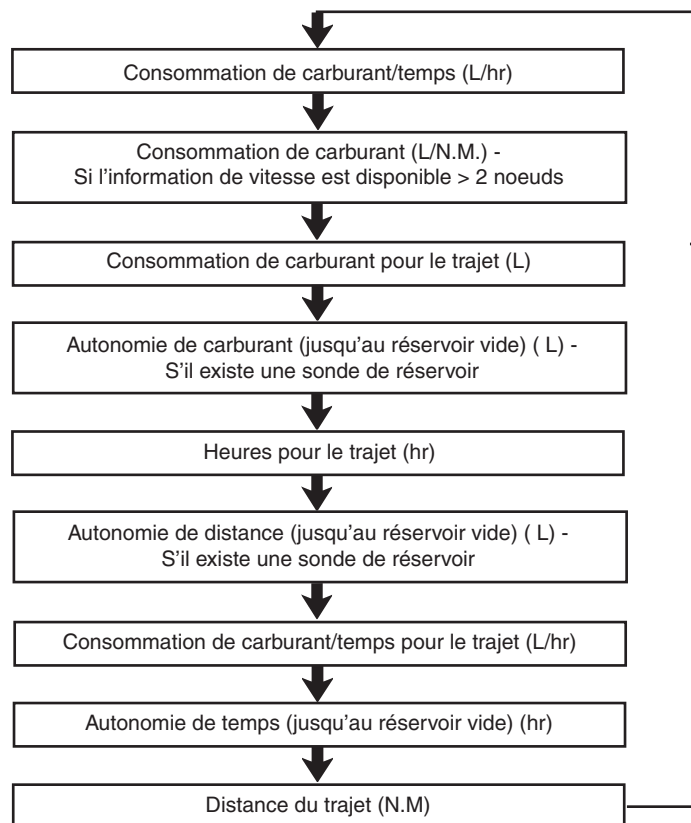 Consommation de carburant/temps (L/hr)
Consommation de carburant (L/N.M.) -
Si l'information de vitesse est disponible > 2 noeuds
Consommation de carburant pour le trajet (L)
Autonomie de carburant (jusqu'au réservoir vide) ( L) -
S'il existe une sonde de réservoir
Heures pour le trajet (hr)
Autonomie de distance (jusqu'au réservoir vide) ( L) -
S'il existe une sonde de réservoir
Consommation de carburant/temps pour le trajet (L/hr)
Autonomie de temps (jusqu'au réservoir vide) (hr)
Distance du trajet (N.M)